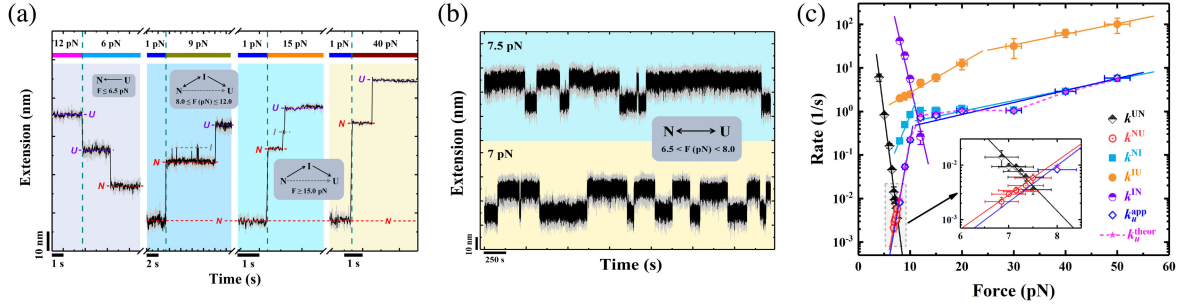 (a)
12 pN 6 pN 1 pN 9 pN 1 pN 15 pN 1 pN 40 pN
N U
F ≤ 6.5 pN
I
N U
8.0 ≤ F (pN) ≤ 12.0
I
N U
F ≥ 15.0 pN
U
U
N
U
N
I
U
N
I
U
N
U
N
N
Extension (nm)
10 nm
1 s
2 s
1 s
1 s
Time (s)
(b)
7.5 pN
N U
6.5 < F (pN) < 8.0
7 pN
Extension (nm)
10 nm
250 s
Time (s)
(c)
Rate (1/s)
10²
10¹
10⁰
10⁻¹
10⁻²
10⁻³
0 10 20 30 40 50 60
Force (pN)
10⁻²
10⁻³
6 7 8
k^UN
k^NU
k^NI
k^IU
k^IN
k_u^app
k_u^theor